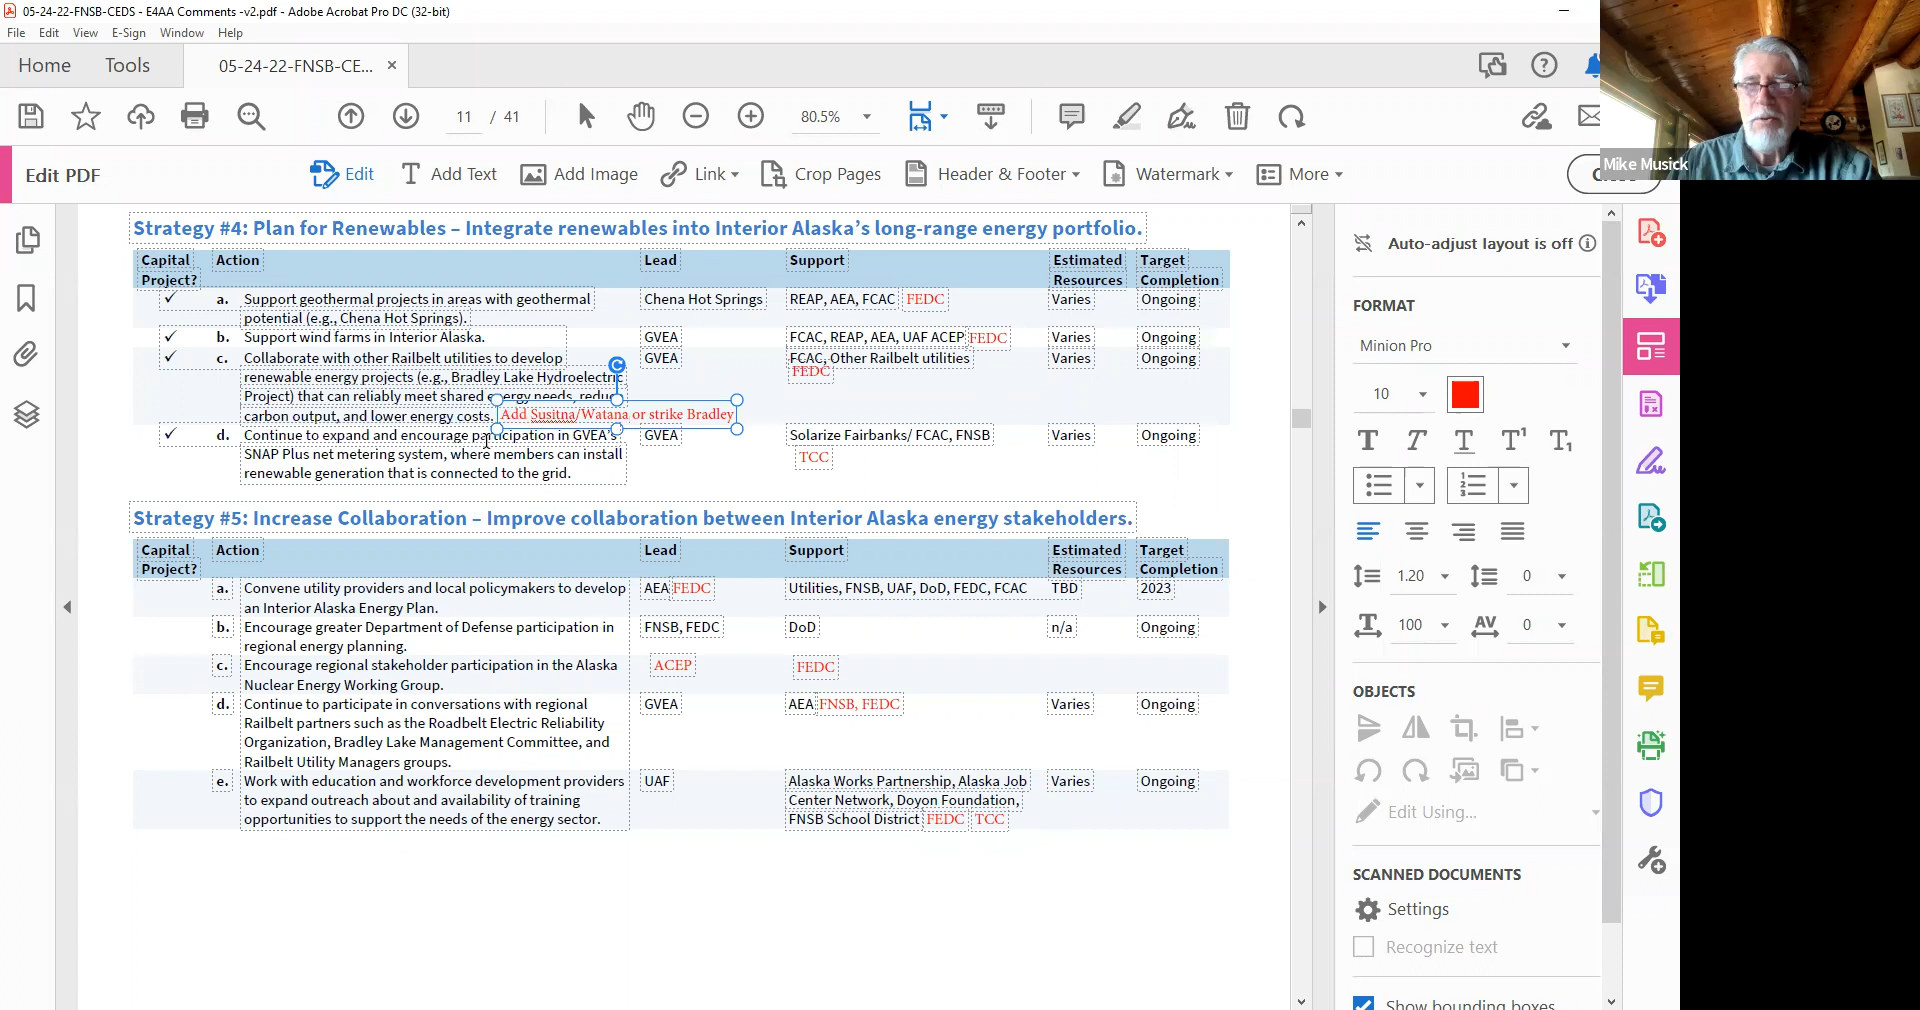 05-24-22-FNSB-CEDS - E4AA Comments -v2.pdf - Adobe Acrobat Pro DC (32-bit)
File Edit View E-Sign Window Help
Home Tools 05-24-22-FNSB-CE... ×
11 / 41 80.5%
Edit PDF Edit Add Text Add Image Link Crop Pages Header & Footer Watermark More
Mike Musick
Strategy #4: Plan for Renewables – Integrate renewables into Interior Alaska's long-range energy portfolio.
Capital Action Lead Support Estimated Target
Project? Resources Completion
✓ a. Support geothermal projects in areas with geothermal Chena Hot Springs REAP, AEA, FCAC FEDC Varies Ongoing
potential (e.g., Chena Hot Springs).
✓ b. Support wind farms in Interior Alaska. GVEA FCAC, REAP, AEA, UAF ACEP FEDC Varies Ongoing
✓ c. Collaborate with other Railbelt utilities to develop GVEA FCAC, Other Railbelt utilities Varies Ongoing
renewable energy projects (e.g., Bradley Lake Hydroelectric FEDC
Project) that can reliably meet shared energy needs, reduc
carbon output, and lower energy costs. Add Susitna/Watana or strike Bradley
✓ d. Continue to expand and encourage participation in GVEA's GVEA Solarize Fairbanks/ FCAC, FNSB Varies Ongoing
SNAP Plus net metering system, where members can install TCC
renewable generation that is connected to the grid.
Strategy #5: Increase Collaboration – Improve collaboration between Interior Alaska energy stakeholders.
Capital Action Lead Support Estimated Target
Project? Resources Completion
a. Convene utility providers and local policymakers to develop AEA FEDC Utilities, FNSB, UAF, DoD, FEDC, FCAC TBD 2023
an Interior Alaska Energy Plan.
b. Encourage greater Department of Defense participation in FNSB, FEDC DoD n/a Ongoing
regional energy planning.
c. Encourage regional stakeholder participation in the Alaska ACEP FEDC
Nuclear Energy Working Group.
d. Continue to participate in conversations with regional GVEA AEA FNSB, FEDC Varies Ongoing
Railbelt partners such as the Roadbelt Electric Reliability
Organization, Bradley Lake Management Committee, and
Railbelt Utility Managers groups.
e. Work with education and workforce development providers UAF Alaska Works Partnership, Alaska Job Varies Ongoing
to expand outreach about and availability of training Center Network, Doyon Foundation,
opportunities to support the needs of the energy sector. FNSB School District FEDC TCC
Auto-adjust layout is off
FORMAT
Minion Pro
10
1.20 0
100 AV 0
OBJECTS
Edit Using...
SCANNED DOCUMENTS
Settings
Recognize text
Show bounding boxes